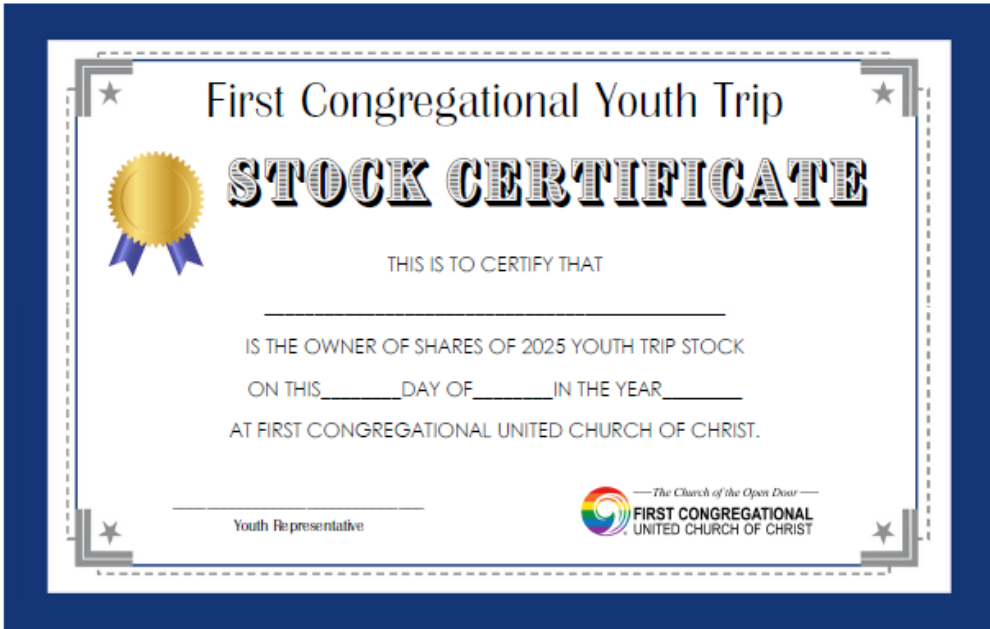 First Congregational Youth Trip
STOCK CERTIFICATE
THIS IS TO CERTIFY THAT
______________________________________________
IS THE OWNER OF SHARES OF 2025 YOUTH TRIP STOCK
ON THIS________DAY OF________IN THE YEAR________
AT FIRST CONGREGATIONAL UNITED CHURCH OF CHRIST.
______________________________
Youth Representative
The Church of the Open Door
FIRST CONGREGATIONAL
UNITED CHURCH OF CHRIST